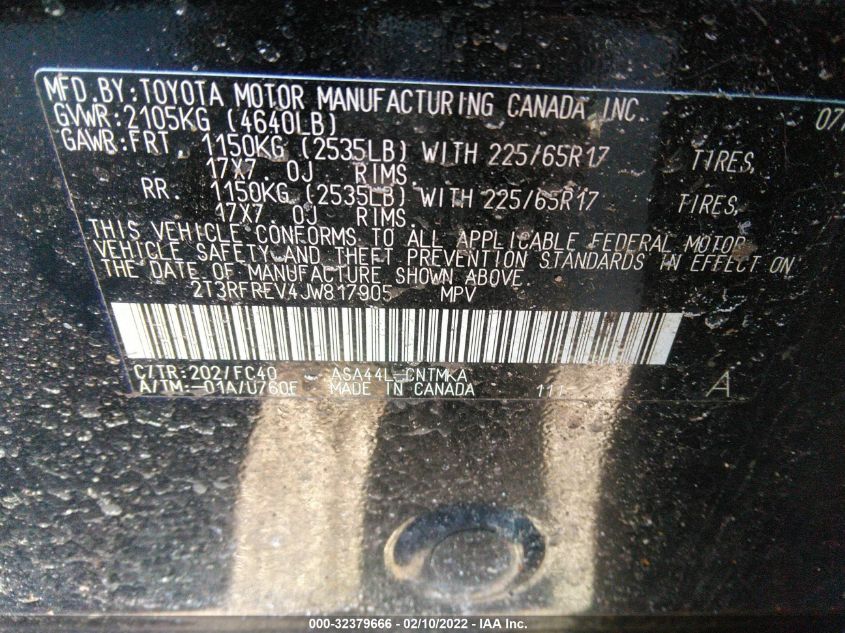 MFD.BY:TOYOTA MOTOR MANUFACTURING CANADA INC. 07/
GVWR:2105KG (4640LB)
GAWR:FRT. 1150KG (2535LB) WITH 225/65R17 TIRES,
17X7. 0J RIMS.
RR. 1150KG (2535LB) WITH 225/65R17 TIRES,
17X7. 0J RIMS.
THIS VEHICLE CONFORMS TO ALL APPLICABLE FEDERAL MOTOR
VEHICLE SAFETY, AND THEFT PREVENTION STANDARDS IN EFFECT ON
THE DATE OF MANUFACTURE SHOWN ABOVE.
2T3RFREV4JW817905 MPV
C/TR:202/FC40 ASA44L-CNTMKA
A/TM:-01A/U760E MADE IN CANADA 111- A
000-32379666 - 02/10/2022 - IAA Inc.